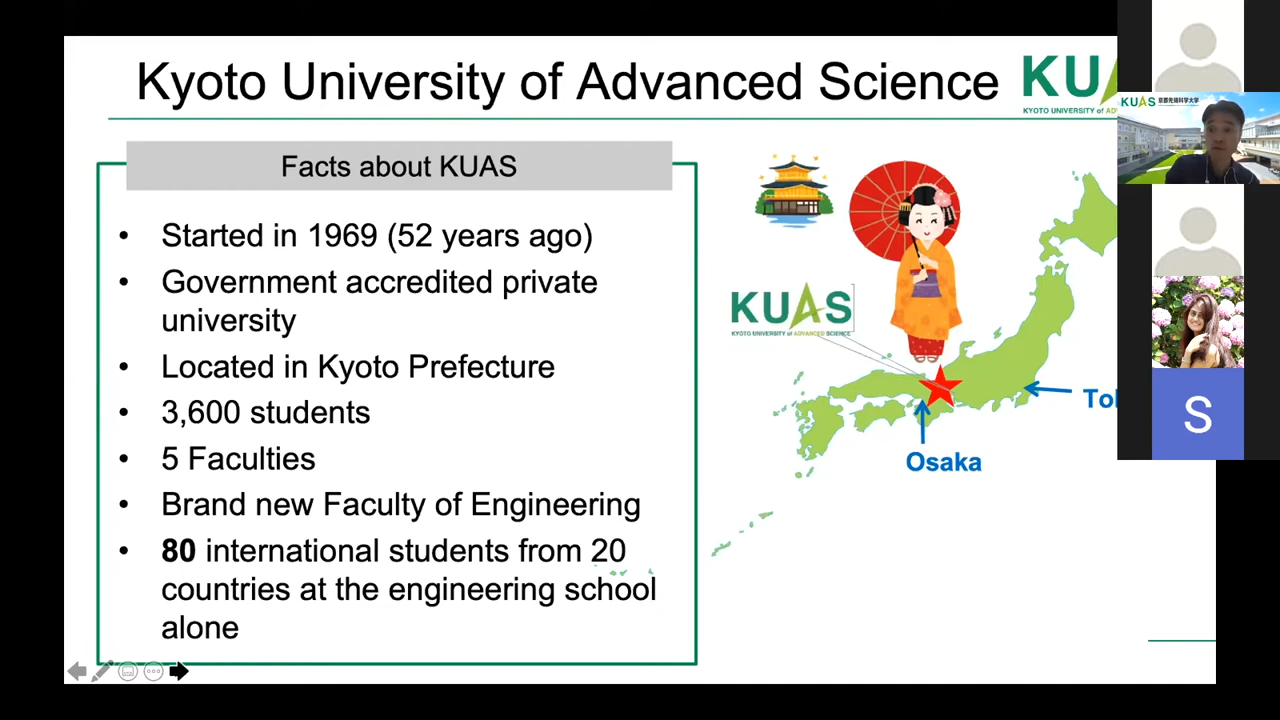 Kyoto University of Advanced Science
KU
KYOTO UNIVERSITY of
Facts about KUAS
• Started in 1969 (52 years ago)
• Government accredited private
university
• Located in Kyoto Prefecture
• 3,600 students
• 5 Faculties
• Brand new Faculty of Engineering
• 80 international students from 20
countries at the engineering school
alone
KUAS
KYOTO UNIVERSITY of ADVANCED SCIENCE
Osaka
KUAS 京都先端科学大学
S